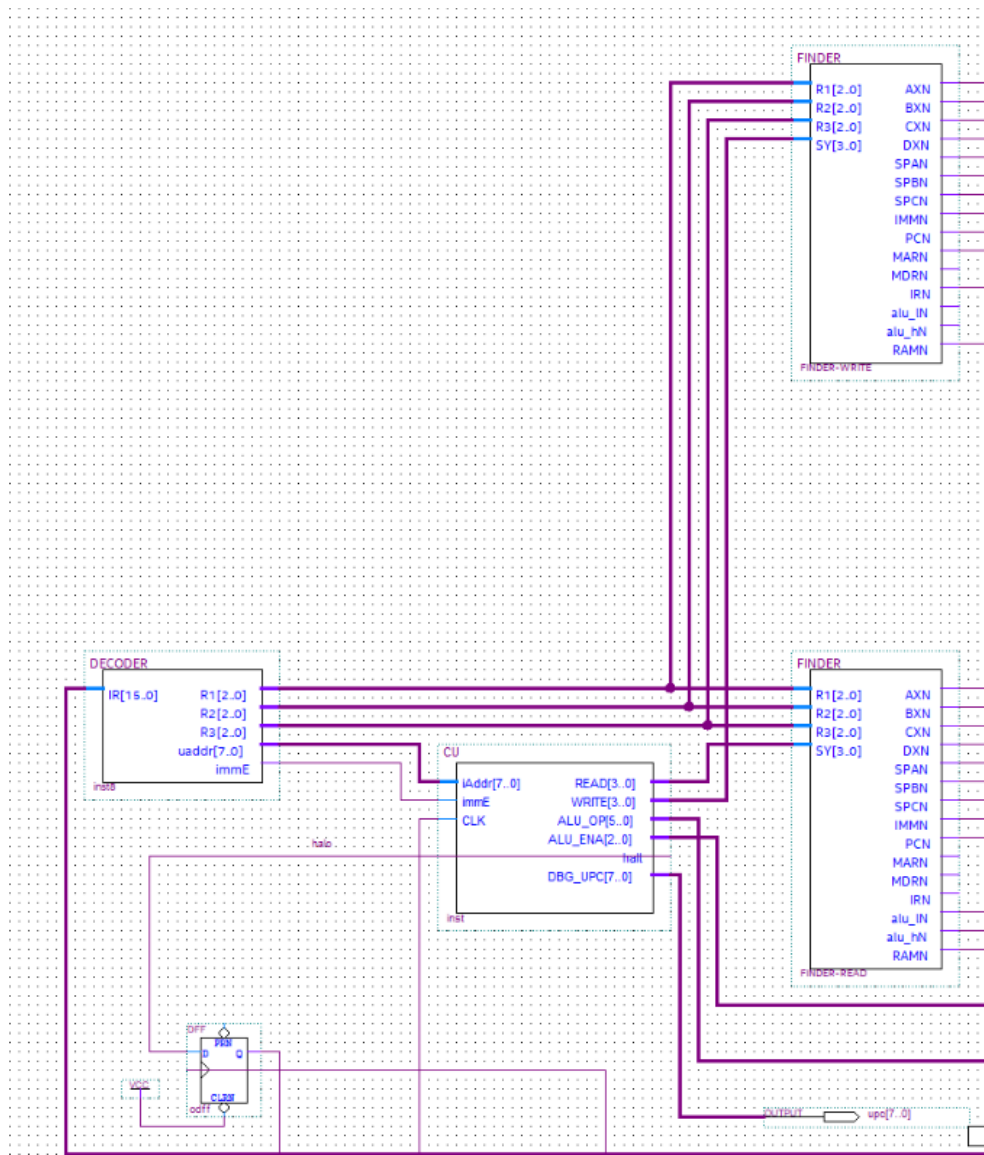 FINDER
R1[2..0] AXN
R2[2..0] BXN
R3[2..0] CXN
SY[3..0] DXN
SPAN
SPBN
SPCN
IMMN
PCN
MARN
MDRN
IRN
alu_lN
alu_hN
RAMN
FINDER-WRITE
DECODER
IR[15..0] R1[2..0]
R2[2..0]
R3[2..0]
uaddr[7..0]
immE
inst6
CU
iAddr[7..0] READ[3..0]
immE WRITE[3..0]
CLK ALU_OP[5..0]
ALU_ENA[2..0]
halt
DBG_UPC[7..0]
inst
halo
FINDER
R1[2..0] AXN
R2[2..0] BXN
R3[2..0] CXN
SY[3..0] DXN
SPAN
SPBN
SPCN
IMMN
PCN
MARN
MDRN
IRN
alu_lN
alu_hN
RAMN
FINDER-READ
DFF
PRN
D Q
CLRN
odff
VCC
OUTPUT upc[7..0]